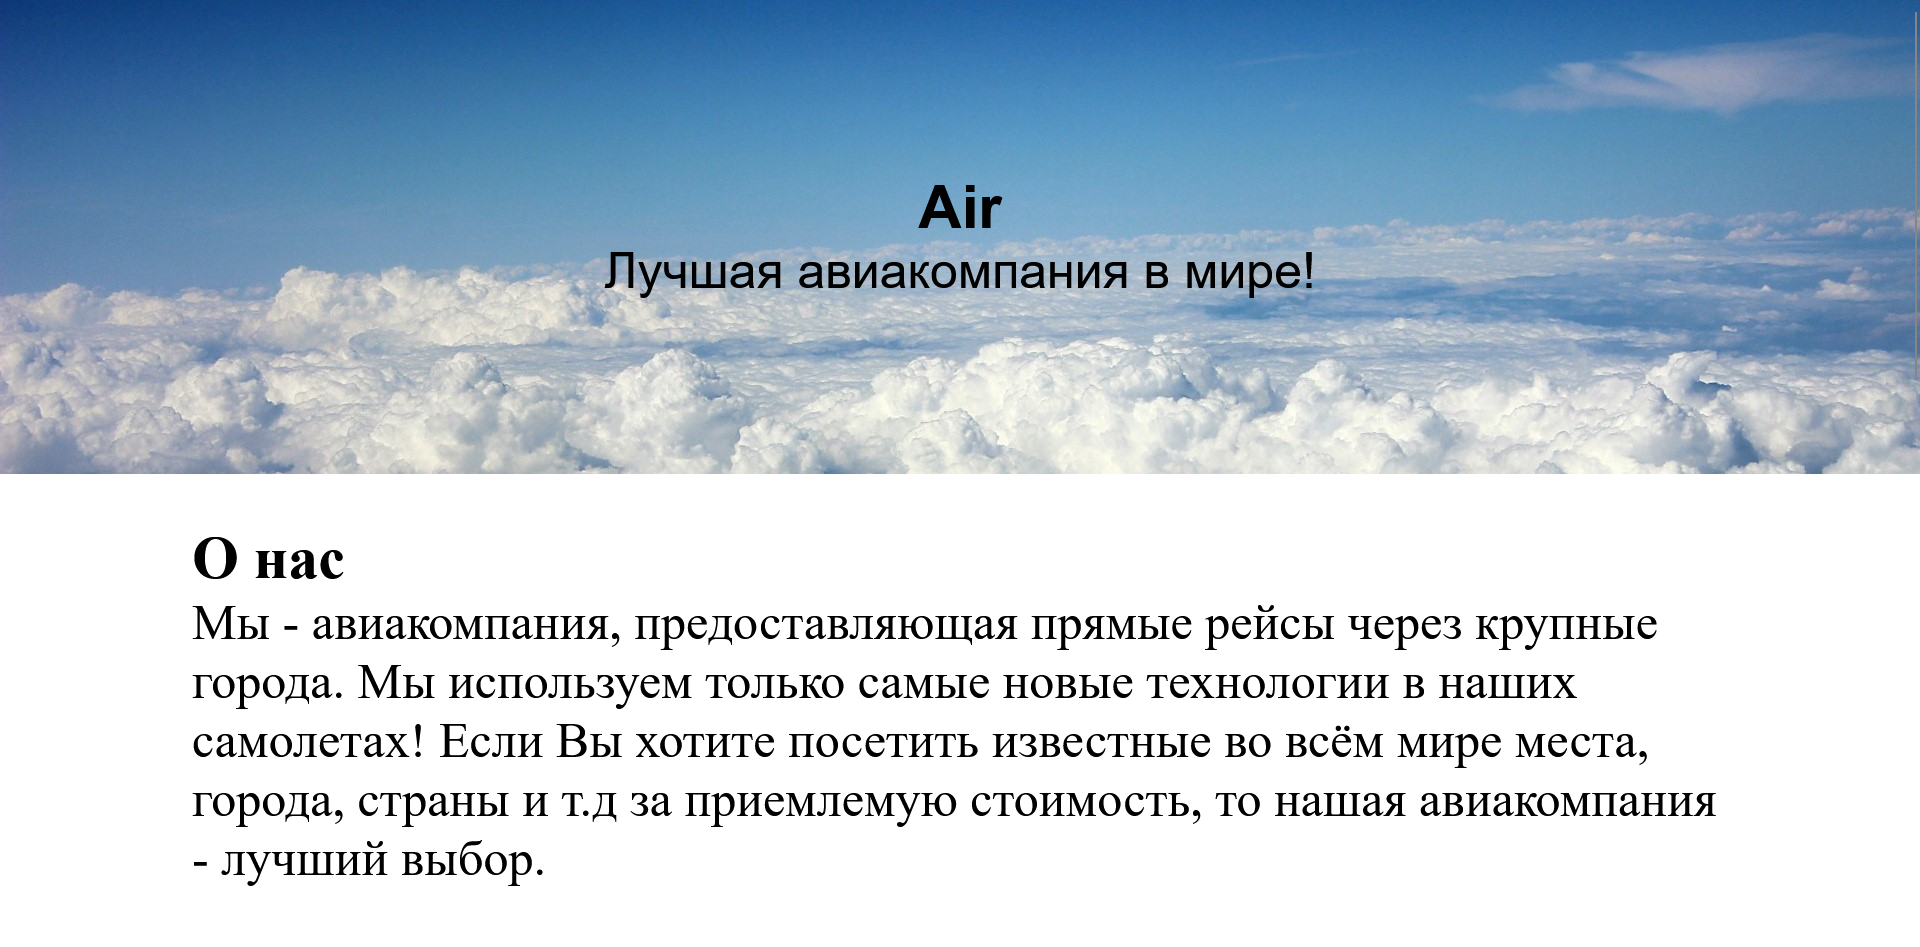 Air
Лучшая авиакомпания в мире!
О нас
Мы - авиакомпания, предоставляющая прямые рейсы через крупные
города. Мы используем только самые новые технологии в наших
самолетах! Если Вы хотите посетить известные во всём мире места,
города, страны и т.д за приемлемую стоимость, то нашая авиакомпания
- лучший выбор.